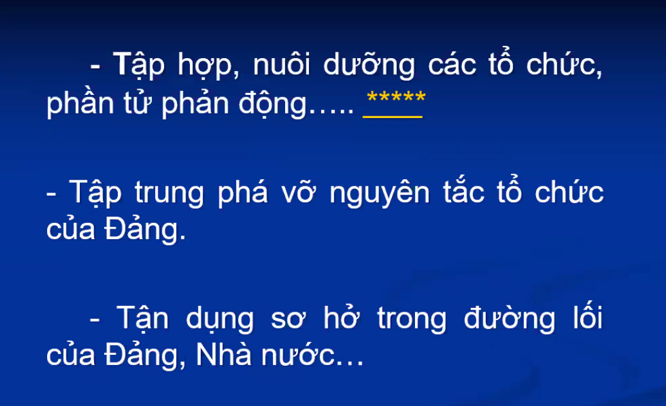 - Tập hợp, nuôi dưỡng các tổ chức,
phần tử phản động….. *****
- Tập trung phá vỡ nguyên tắc tổ chức
của Đảng.
- Tận dụng sơ hở trong đường lối
của Đảng, Nhà nước…